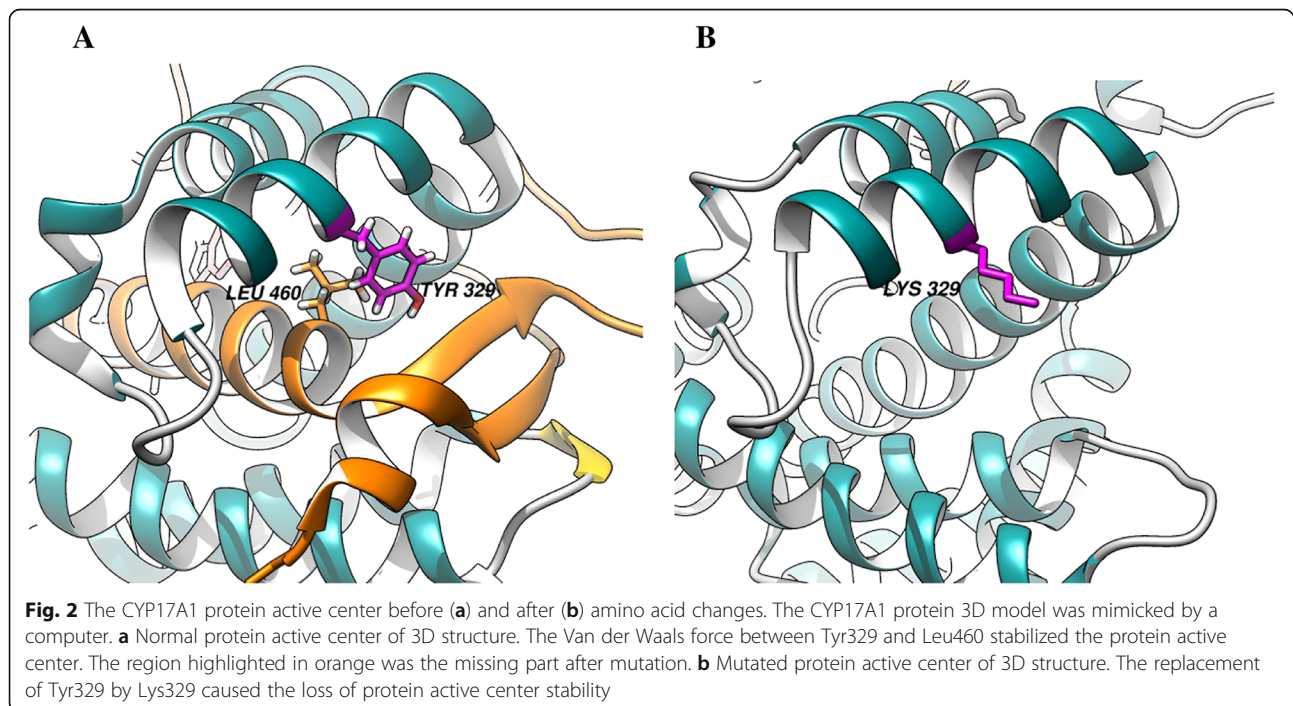 A
B
LEU 460
TYR 329
LYS 329
Fig. 2 The CYP17A1 protein active center before (a) and after (b) amino acid changes. The CYP17A1 protein 3D model was mimicked by a
computer. a Normal protein active center of 3D structure. The Van der Waals force between Tyr329 and Leu460 stabilized the protein active
center. The region highlighted in orange was the missing part after mutation. b Mutated protein active center of 3D structure. The replacement
of Tyr329 by Lys329 caused the loss of protein active center stability